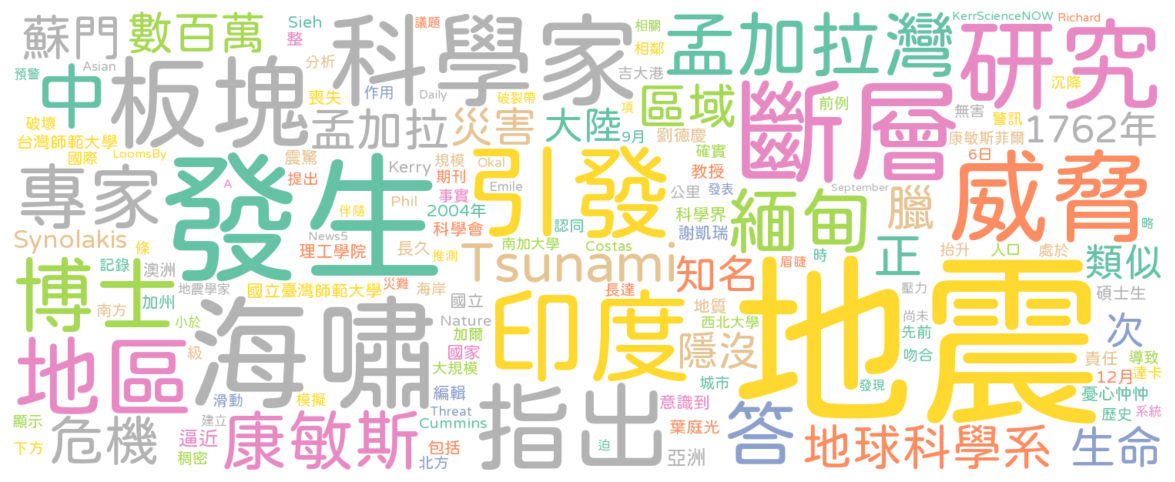 蘇門
數百萬
Sieh
整
科學家
議題
相關
相鄰
孟加拉灣
KerrScienceNOW
Richard
研究
預警
Asian
中
板塊
分析
作用
喪失
Daily
破裂帶
吉大港
項
區域
前例
無害
沉降
警訊
1762年
破壞
台灣師範大學
國際
LoomsBy
孟加拉
災害
大陸
9月
劉德慶
斷層
康敏斯菲爾
6日
威脅
專家
震驚
提出
A
發生
Kerry
規模
期刊
Okal
引發
Emile
確實
教授
公里
發表
September
緬甸
臘
略
事實
Phil
2004年
伴隨
科學會
科學界
認同
謝凱瑞
時
正
抬升
人口
處於
類似
Synolakis
條
News5
理工學院
長久
推測
南加大學
Costas
Tsunami
知名
眉睫
博士
記錄
澳洲
地震學家
加州
國立臺灣師範大學
災難
海岸
長達
地質
壓力
碩士生
南方
小於
海嘯
國立
Nature
加爾
印度
西北大學
隱沒
尚未
先前
地震
次
責任
導致
地區
級
國家
大規模
吻合
12月
達卡
滑動
模擬
編輯
城市
發現
憂心忡忡
顯示
建立
Threat
Cummins
指出
意識到
答
歷史
系統
危機
逼近
康敏斯
包括
葉庭光
地球科學系
生命
下方
稠密
北方
迫
亞洲